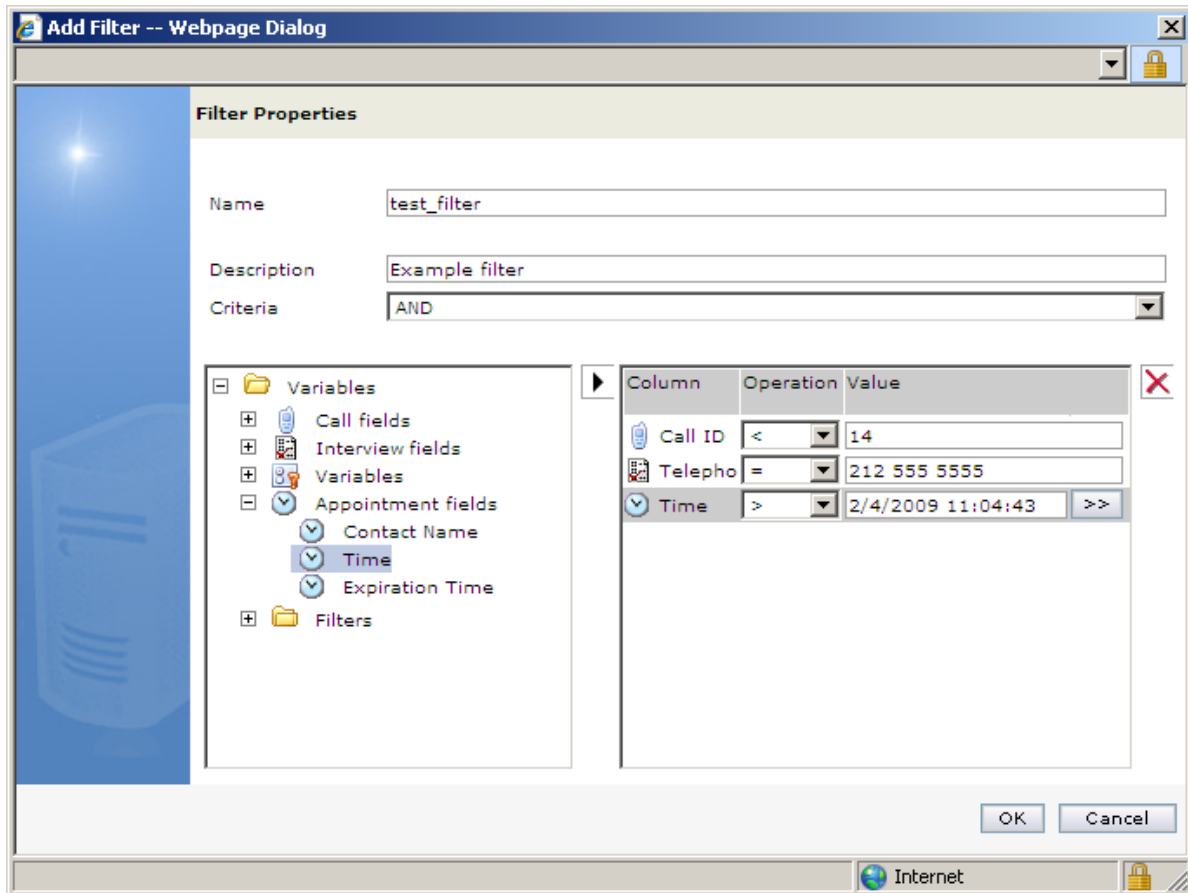 Add Filter -- Webpage Dialog
Filter Properties
Name test_filter
Description Example filter
Criteria AND
Variables
Call fields
Interview fields
Variables
Appointment fields
Contact Name
Time
Expiration Time
Filters
Column Operation Value
Call ID < 14
Telepho = 212 555 5555
Time > 2/4/2009 11:04:43 >>
OK Cancel
Internet